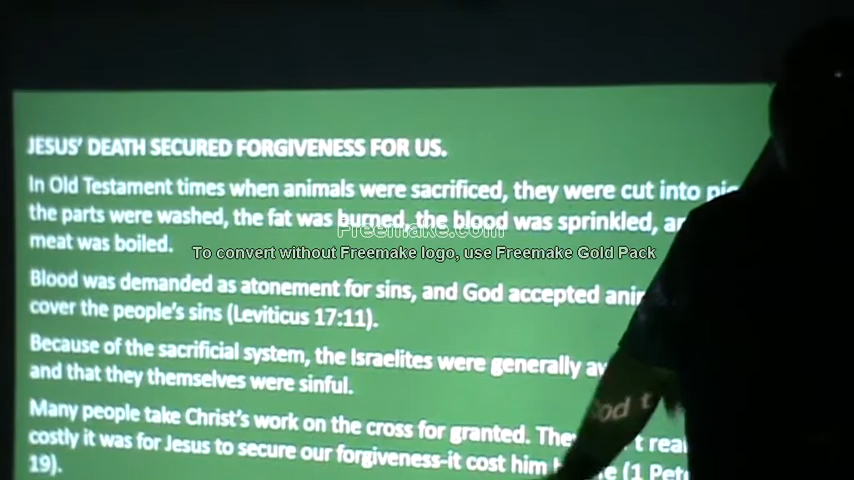 JESUS' DEATH SECURED FORGIVENESS FOR US.
In Old Testament times when animals were sacrificed, they were cut into
the parts were washed, the fat was burned, the blood was sprinkled,
meat was boiled.
Freemake.com
To convert without Freemake logo, use Freemake Gold Pack
Blood was demanded as atonement for sins, and God accepted
cover the people's sins (Leviticus 17:11).
Because of the sacrificial system, the Israelites were generally
and that they themselves were sinful.
Many people take Christ's work on the cross for granted.
costly it was for Jesus to secure our forgiveness-it cost him (1
19).